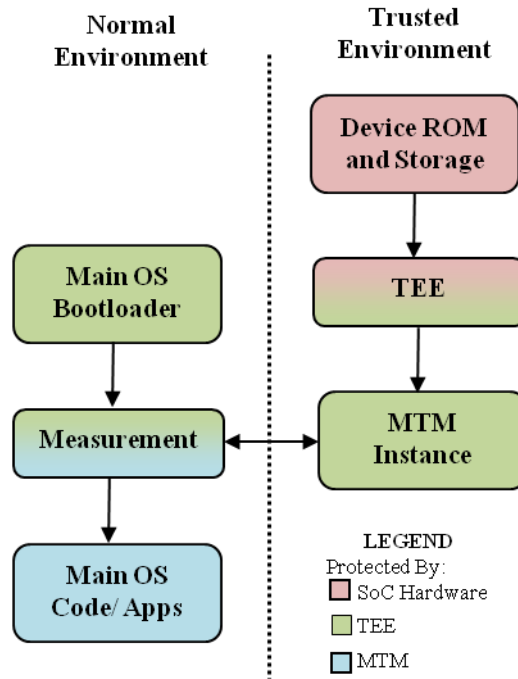 Normal
Environment
Trusted
Environment
Device ROM
and Storage
TEE
MTM
Instance
Main OS
Bootloader
Measurement
Main OS
Code/ Apps
LEGEND
Protected By:
SoC Hardware
TEE
MTM